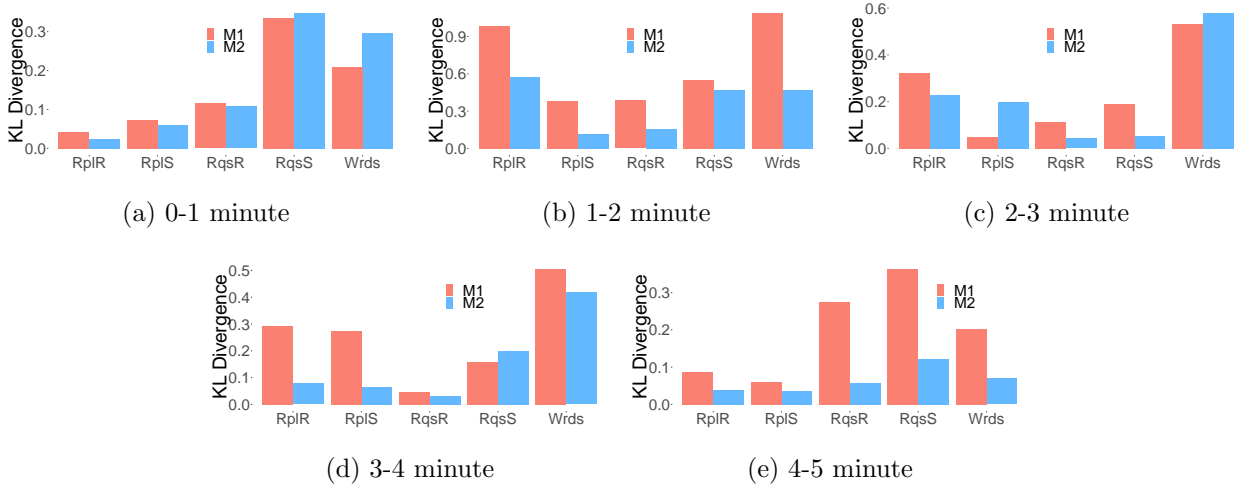 KL Divergence
0.3
0.2
0.1
0.0
M1
M2
RplR RplS RqsR RqsS Wrds
(a) 0-1 minute
KL Divergence
0.9
0.6
0.3
0.0
M1
M2
RplR RplS RqsR RqsS Wrds
(b) 1-2 minute
KL Divergence
0.6
0.4
0.2
0.0
M1
M2
RplR RplS RqsR RqsS Wrds
(c) 2-3 minute
KL Divergence
0.5
0.4
0.3
0.2
0.1
0.0
M1
M2
RplR RplS RqsR RqsS Wrds
(d) 3-4 minute
KL Divergence
0.3
0.2
0.1
0.0
M1
M2
RplR RplS RqsR RqsS Wrds
(e) 4-5 minute